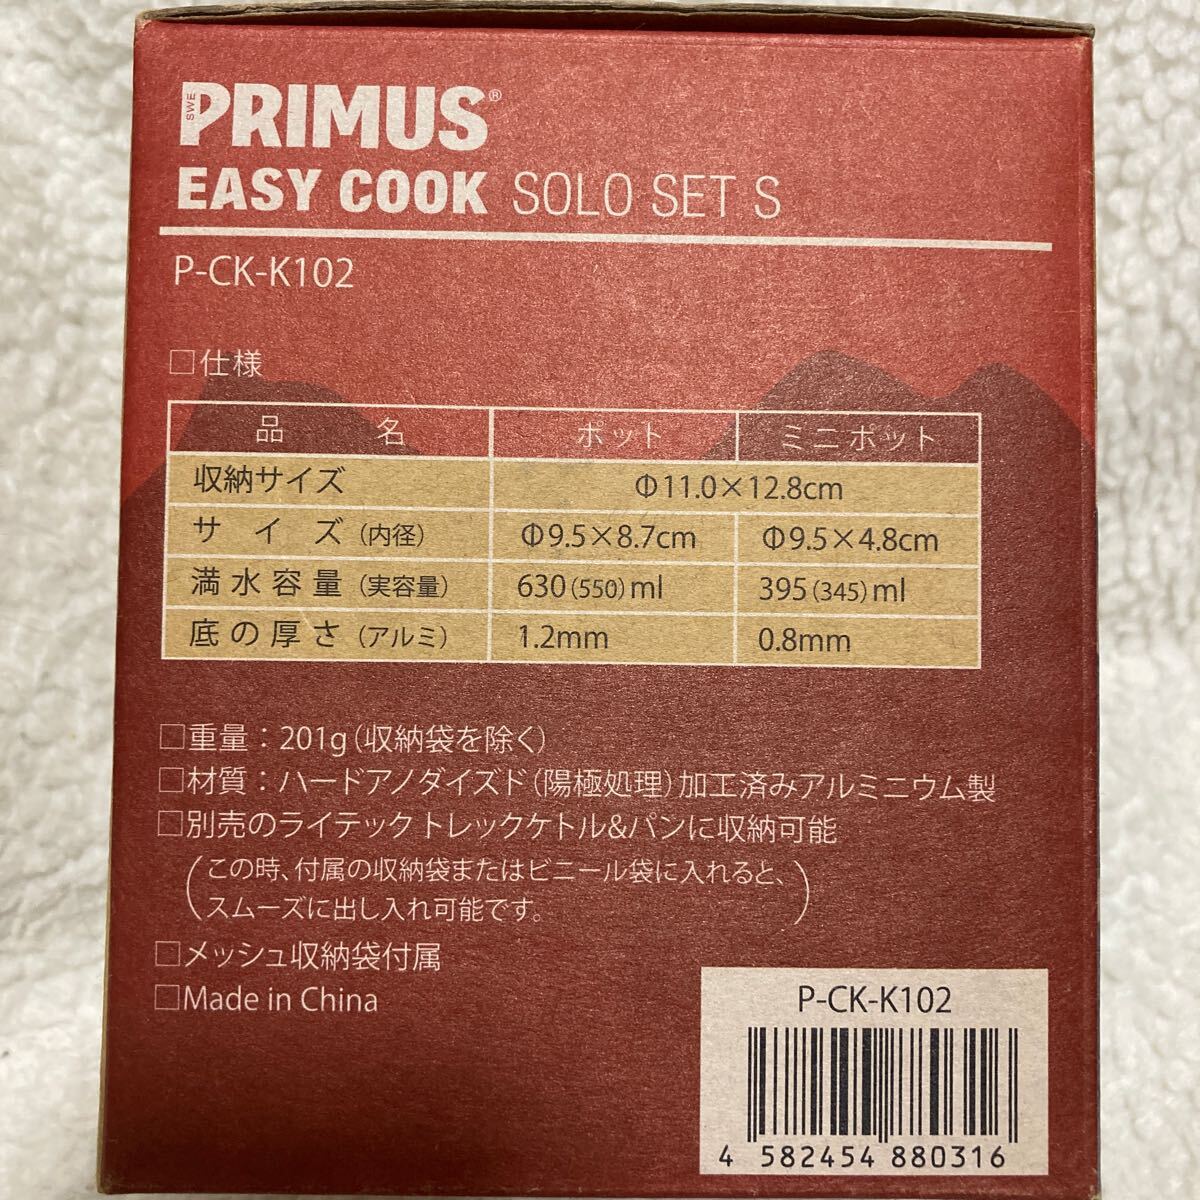 SWE
PRIMUS®
EASY COOK SOLO SET S
P-CK-K102
□仕様
品 名 ポット ミニポット
収納サイズ Φ11.0×12.8cm
サイズ(内径) Φ9.5×8.7cm Φ9.5×4.8cm
満水容量(実容量) 630(550)ml 395(345)ml
底の厚さ(アルミ) 1.2mm 0.8mm
□重量：201g(収納袋を除く)
□材質：ハードアノダイズド(陽極処理)加工済みアルミニウム製
□別売のライテックトレックケトル&パンに収納可能
(この時、付属の収納袋またはビニール袋に入れると、
スムーズに出し入れ可能です。)
□メッシュ収納袋付属
□Made in China
P-CK-K102
4 582454 880316